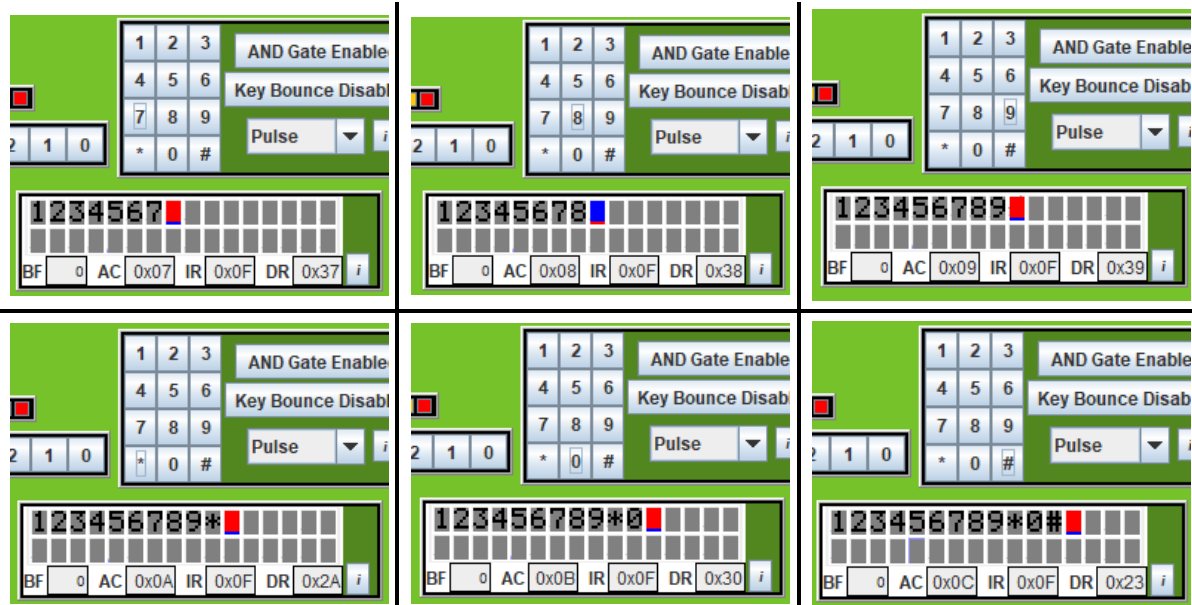 1 2 3 AND Gate Enable
4 5 6 Key Bounce Disabl
7 8 9
Pulse i
2 1 0 * 0 #
1234567
BF 0 AC 0x07 IR 0x0F DR 0x37 i
1 2 3 AND Gate Enable
4 5 6 Key Bounce Disab
7 8 9
Pulse i
2 1 0 * 0 #
12345678
BF 0 AC 0x08 IR 0x0F DR 0x38 i
1 2 3 AND Gate Enable
4 5 6 Key Bounce Disab
7 8 9
Pulse
2 1 0 * 0 #
123456789
BF 0 AC 0x09 IR 0x0F DR 0x39 i
1 2 3 AND Gate Enable
4 5 6 Key Bounce Disabl
7 8 9
Pulse i
2 1 0 * 0 #
123456789*
BF 0 AC 0x0A IR 0x0F DR 0x2A i
1 2 3 AND Gate Enable
4 5 6 Key Bounce Disab
7 8 9
Pulse i
2 1 0 * 0 #
123456789*0
BF 0 AC 0x0B IR 0x0F DR 0x30 i
1 2 3 AND Gate Enable
4 5 6 Key Bounce Disab
7 8 9
Pulse
2 1 0 * 0 #
123456789*0#
BF 0 AC 0x0C IR 0x0F DR 0x23 i